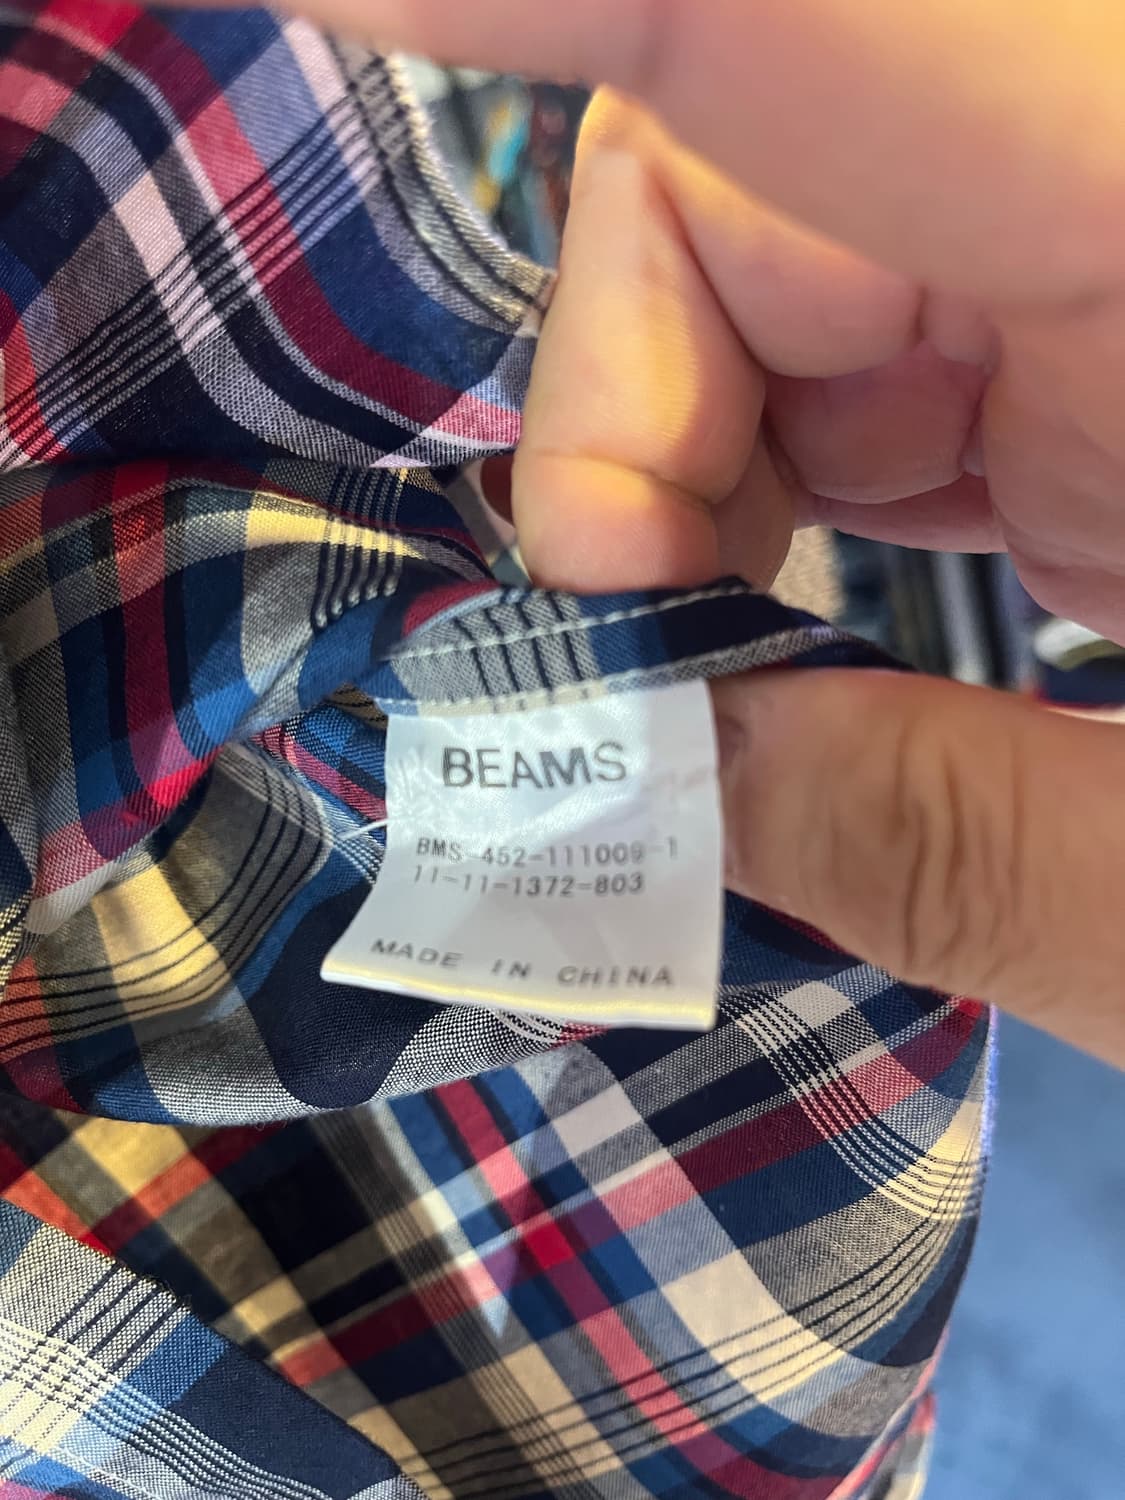 BEAMS
BMS-452-111009-1
11-11-1372-803
MADE IN CHINA